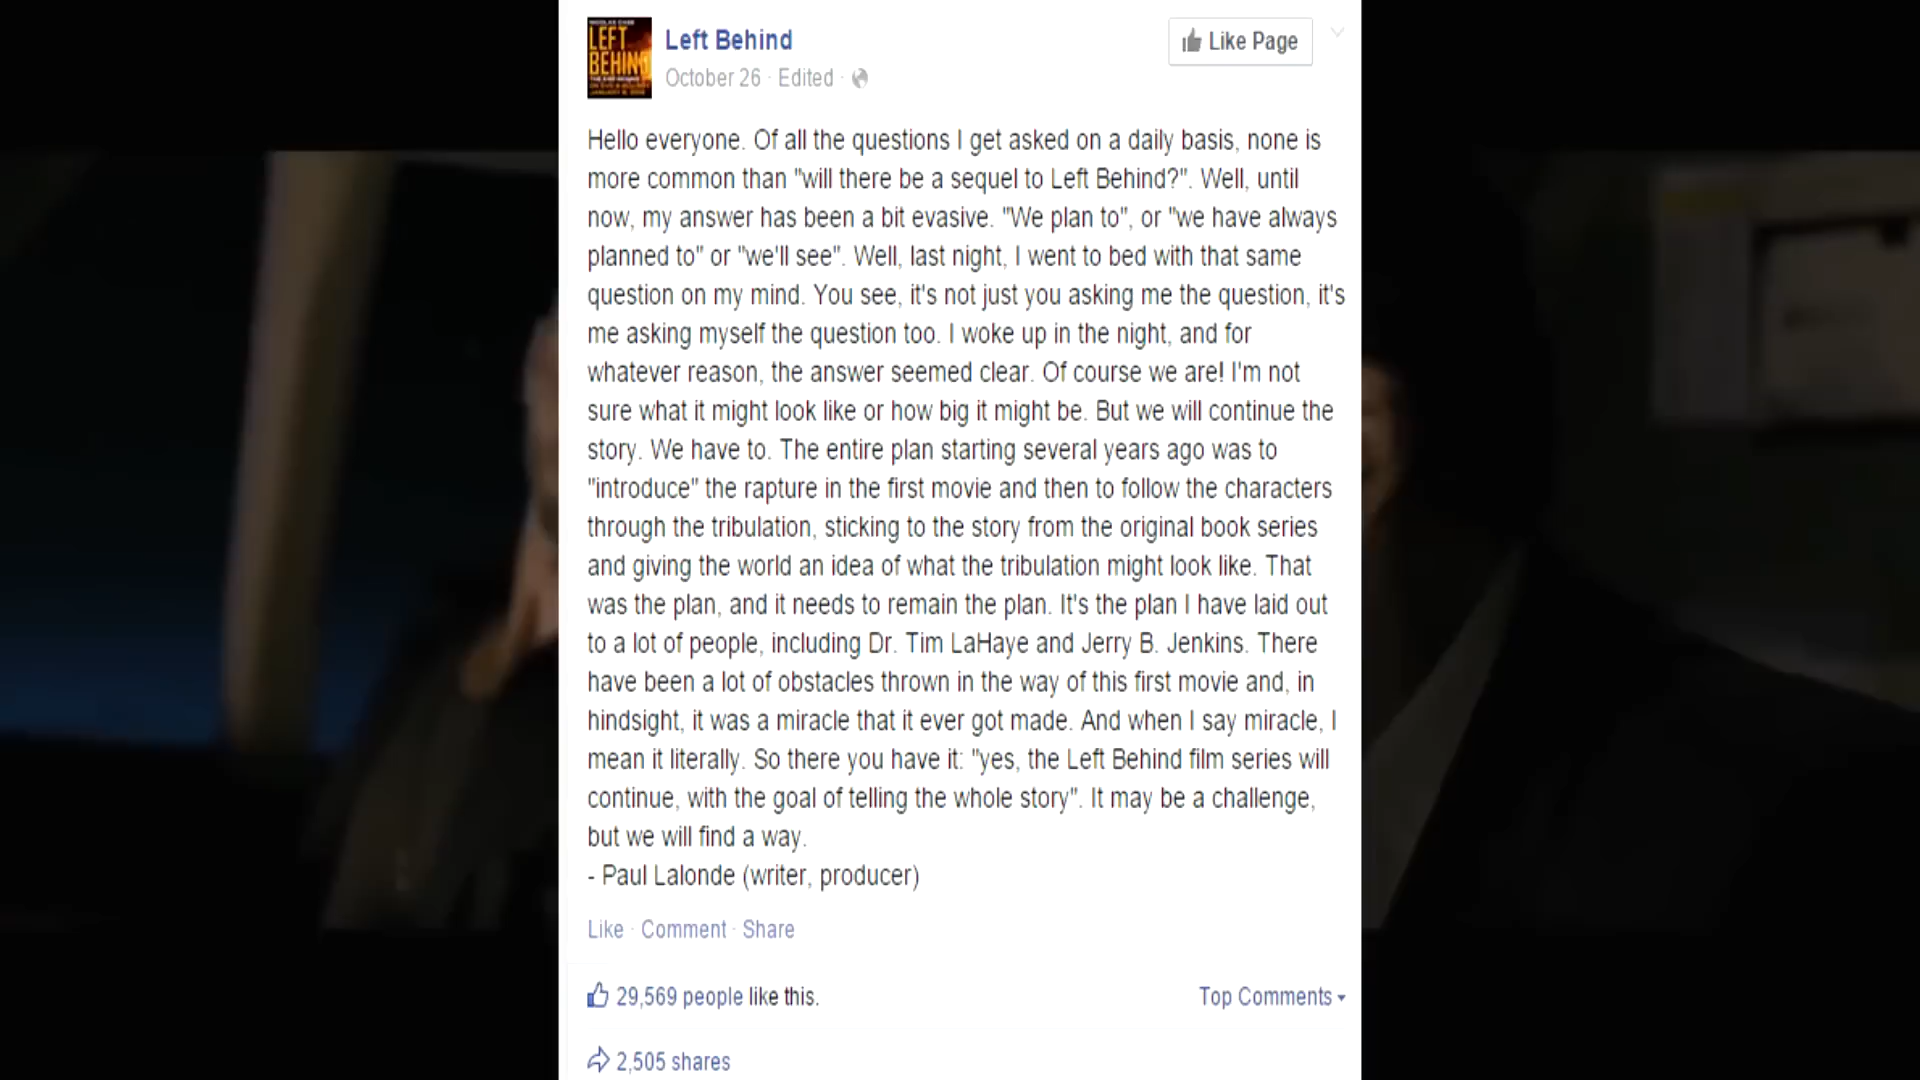 NICOLAS CAGE
LEFT
BEHIND
Left Behind
Like Page
October 26 · Edited ·
Hello everyone. Of all the questions I get asked on a daily basis, none is
more common than "will there be a sequel to Left Behind?". Well, until
now, my answer has been a bit evasive. "We plan to", or "we have always
planned to" or "we'll see". Well, last night, I went to bed with that same
question on my mind. You see, it's not just you asking me the question, it's
me asking myself the question too. I woke up in the night, and for
whatever reason, the answer seemed clear. Of course we are! I'm not
sure what it might look like or how big it might be. But we will continue the
story. We have to. The entire plan starting several years ago was to
"introduce" the rapture in the first movie and then to follow the characters
through the tribulation, sticking to the story from the original book series
and giving the world an idea of what the tribulation might look like. That
was the plan, and it needs to remain the plan. It's the plan I have laid out
to a lot of people, including Dr. Tim LaHaye and Jerry B. Jenkins. There
have been a lot of obstacles thrown in the way of this first movie and, in
hindsight, it was a miracle that it ever got made. And when I say miracle, I
mean it literally. So there you have it: "yes, the Left Behind film series will
continue, with the goal of telling the whole story". It may be a challenge,
but we will find a way.
- Paul Lalonde (writer, producer)
Like · Comment · Share
29,569 people like this.
Top Comments
2,505 shares